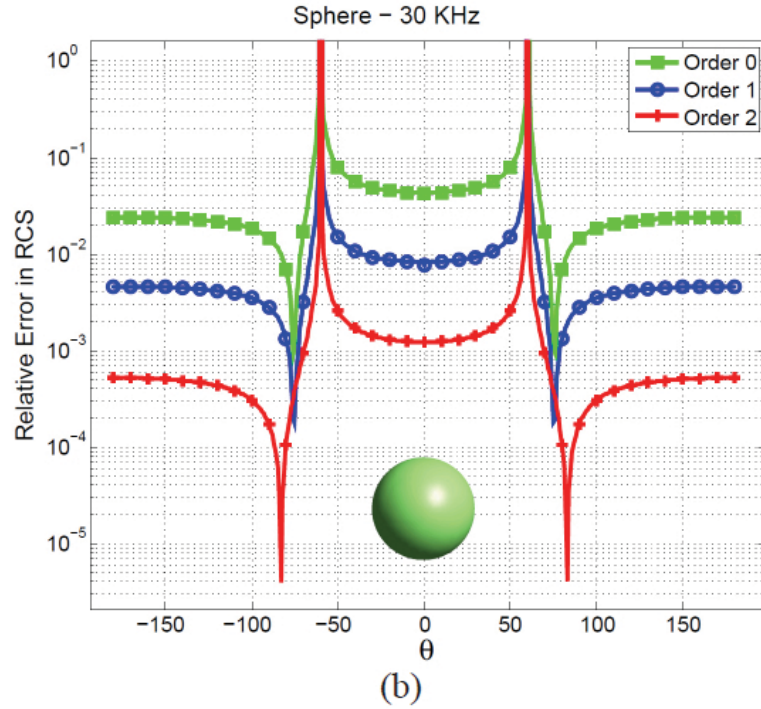 Sphere − 30 KHz
Order 0
Order 1
Order 2
Relative Error in RCS
10^0
10^−1
10^−2
10^−3
10^−4
10^−5
−150 −100 −50 0 50 100 150
θ
(b)